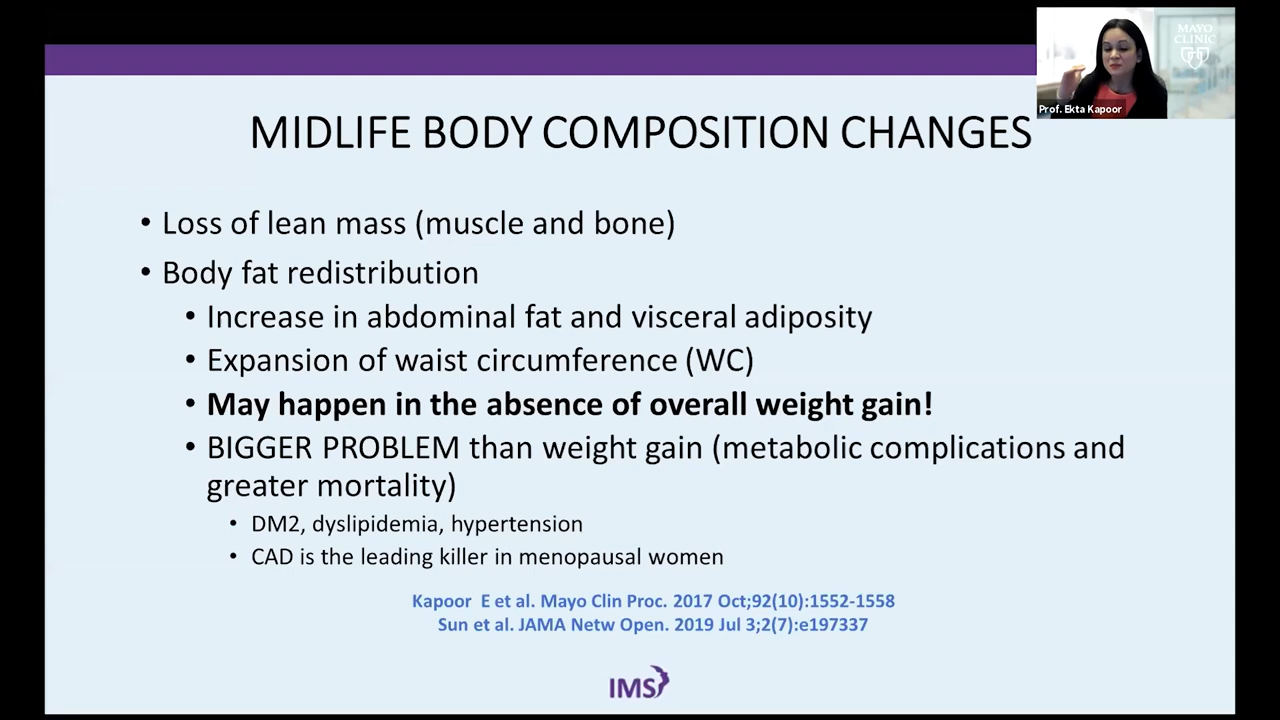 MAYO
CLINIC
Prof. Ekta Kapoor
MIDLIFE BODY COMPOSITION CHANGES
• Loss of lean mass (muscle and bone)
• Body fat redistribution
• Increase in abdominal fat and visceral adiposity
• Expansion of waist circumference (WC)
• May happen in the absence of overall weight gain!
• BIGGER PROBLEM than weight gain (metabolic complications and
greater mortality)
• DM2, dyslipidemia, hypertension
• CAD is the leading killer in menopausal women
Kapoor E et al. Mayo Clin Proc. 2017 Oct;92(10):1552-1558
Sun et al. JAMA Netw Open. 2019 Jul 3;2(7):e197337
IMS